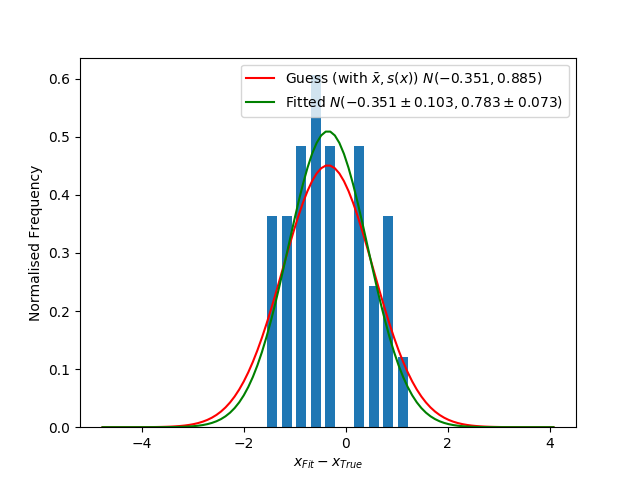 0.6
0.5
0.4
0.3
0.2
0.1
0.0
Normalised Frequency
Guess (with x̄, s(x)) N(−0.351, 0.885)
Fitted N(−0.351 ± 0.103, 0.783 ± 0.073)
−4 −2 0 2 4
x_Fit − x_True